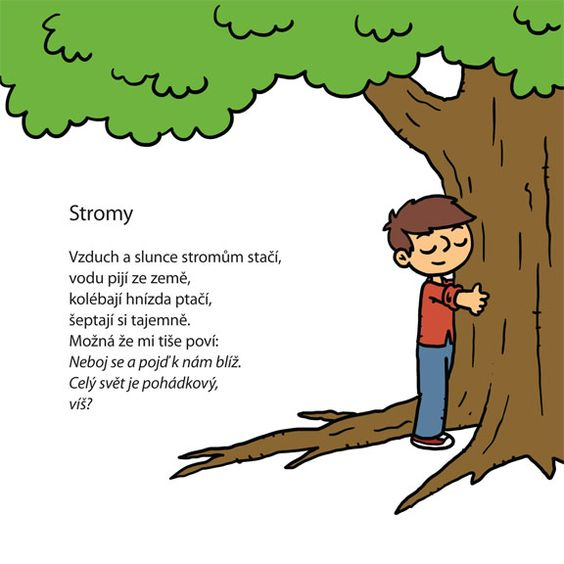 Stromy
Vzduch a slunce stromům stačí,
vodu pijí ze země,
kolébají hnízda ptačí,
šeptají si tajemně.
Možná že mi tiše poví:
Neboj se a pojď k nám blíž.
Celý svět je pohádkový,
víš?